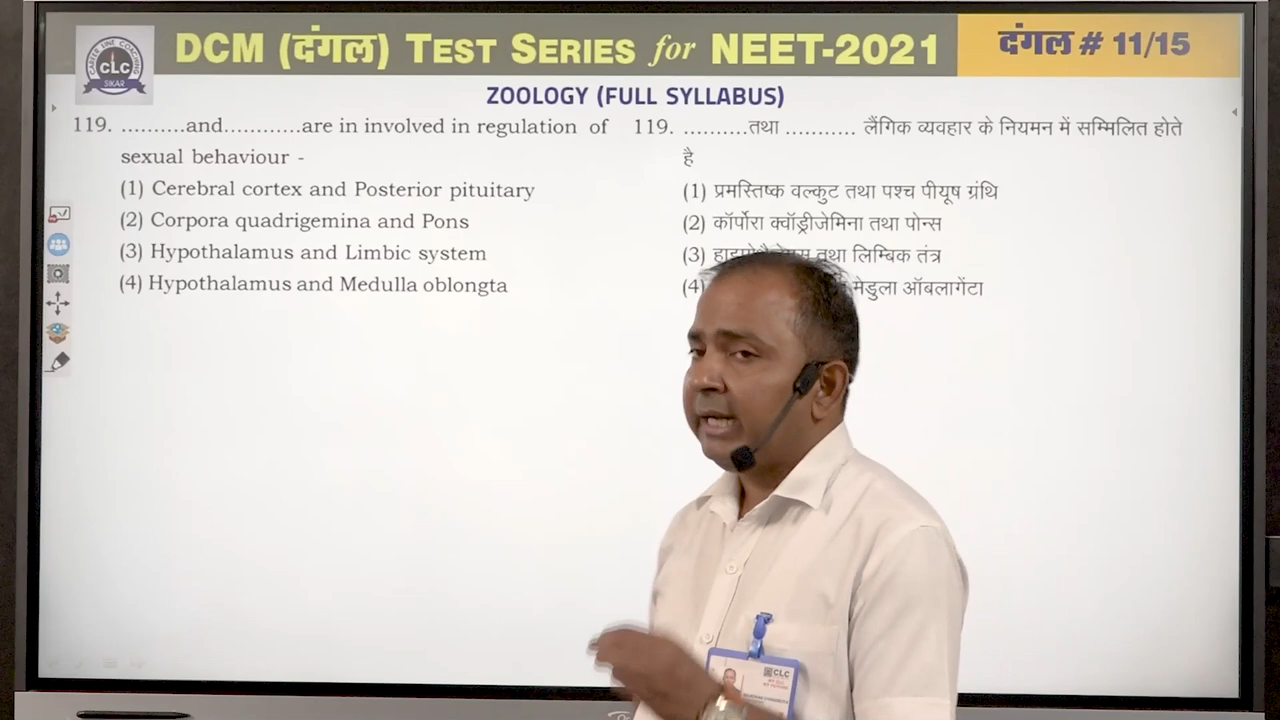 CAREER LINE COACHING
CLC
SIKAR
DCM (दंगल) TEST SERIES for NEET-2021
दंगल # 11/15
ZOOLOGY (FULL SYLLABUS)
119. ..........and............are in involved in regulation of
sexual behaviour -
(1) Cerebral cortex and Posterior pituitary
(2) Corpora quadrigemina and Pons
(3) Hypothalamus and Limbic system
(4) Hypothalamus and Medulla oblongta
119. ..........तथा ........... लैंगिक व्यवहार के नियमन में सम्मिलित होते
है
(1) प्रमस्तिष्क वल्कुट तथा पश्च पीयूष ग्रंथि
(2) कॉर्पोरा क्वॉड्रीजेमिना तथा पोन्स
(3) तथा लिम्बिक तंत्र
(4) मेडुला ऑबलागेंटा
CLC